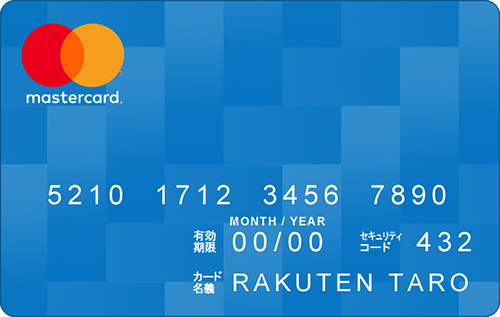 mastercard.
5210 1712 3456 7890
MONTH / YEAR
有効期限 00/00 セキュリティコード 432
カード名義 RAKUTEN TARO